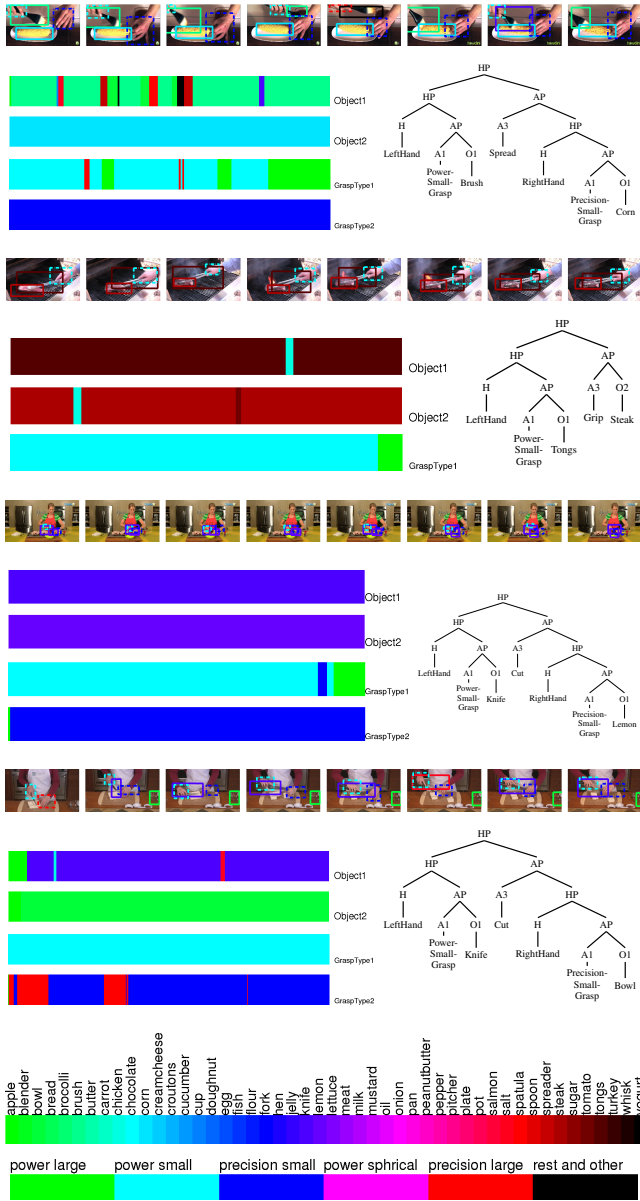 HP
HP AP
Object1
H AP A3 HP
Object2
LeftHand A1 O1 Spread H AP
Power-
Small-
Grasp
Brush
RightHand A1 O1
GraspType1
Precision-
Small-
Grasp
Corn
GraspType2
HP
HP AP
Object1
H AP A3 O2
Object2
LeftHand A1 O1 Grip Steak
Power-
Small-
Grasp
Tongs
GraspType1
Object1
HP
HP AP
Object2
H AP A3 HP
LeftHand A1 O1 Cut H AP
Power-
Small-
Grasp
Knife
RightHand A1 O1
GraspType1
Precision-
Small-
Grasp
Lemon
GraspType2
HP
HP AP
Object1
H AP A3 HP
Object2
LeftHand A1 O1 Cut H AP
Power-
Small-
Grasp
Knife
RightHand A1 O1
GraspType1
Precision-
Small-
Grasp
Bowl
GraspType2
apple
blender
bowl
bread
brocolli
brush
butter
carrot
chicken
chocolate
corn
creamcheese
croutons
cucumber
cup
doughnut
egg
fish
flour
fork
hen
jelly
knife
lemon
lettuce
meat
milk
mustard
oil
onion
pan
peanutbutter
pepper
pitcher
plate
pot
salmon
salt
spatula
spoon
spreader
steak
sugar
tomato
tongs
turkey
whisk
yogurt
power large power small precision small power sphrical precision large rest and other